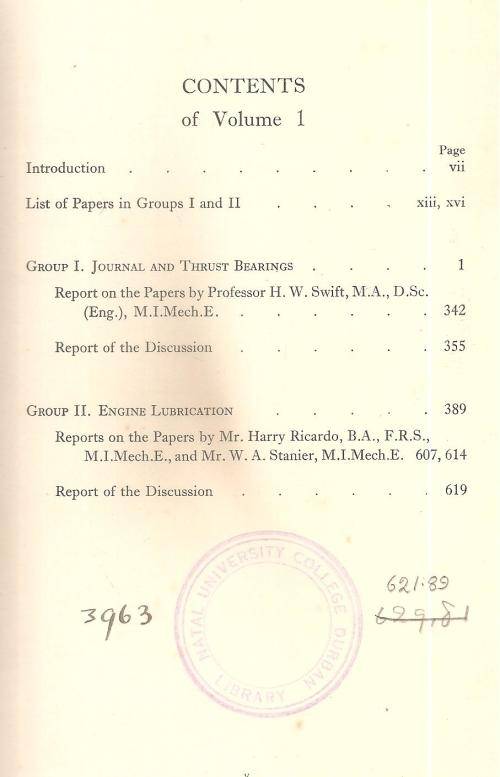 CONTENTS
of Volume 1
Page
Introduction . . . . . . . . . vii
List of Papers in Groups I and II . . . . xiii, xvi
GROUP I. JOURNAL AND THRUST BEARINGS . . . . 1
Report on the Papers by Professor H. W. Swift, M.A., D.Sc.
(Eng.), M.I.Mech.E. . . . . . . 342
Report of the Discussion . . . . . . 355
GROUP II. ENGINE LUBRICATION . . . . . 389
Reports on the Papers by Mr. Harry Ricardo, B.A., F.R.S.,
M.I.Mech.E., and Mr. W. A. Stanier, M.I.Mech.E. 607, 614
Report of the Discussion . . . . . . 619
NATAL UNIVERSITY COLLEGE DURBAN
LIBRARY
3963
621.89
629.81
v